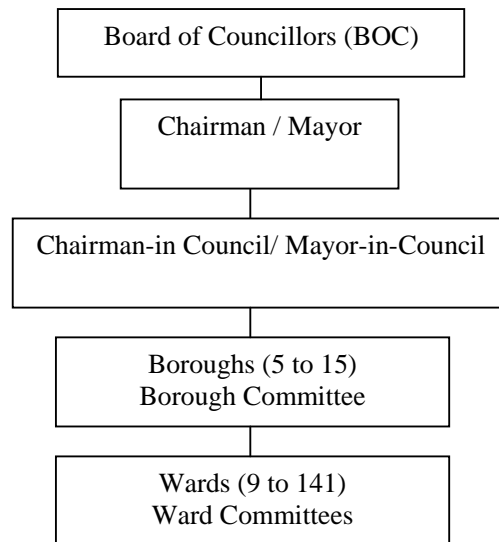 Board of Councillors (BOC)
Chairman / Mayor
Chairman-in Council/ Mayor-in-Council
Boroughs (5 to 15)
Borough Committee
Wards (9 to 141)
Ward Committees